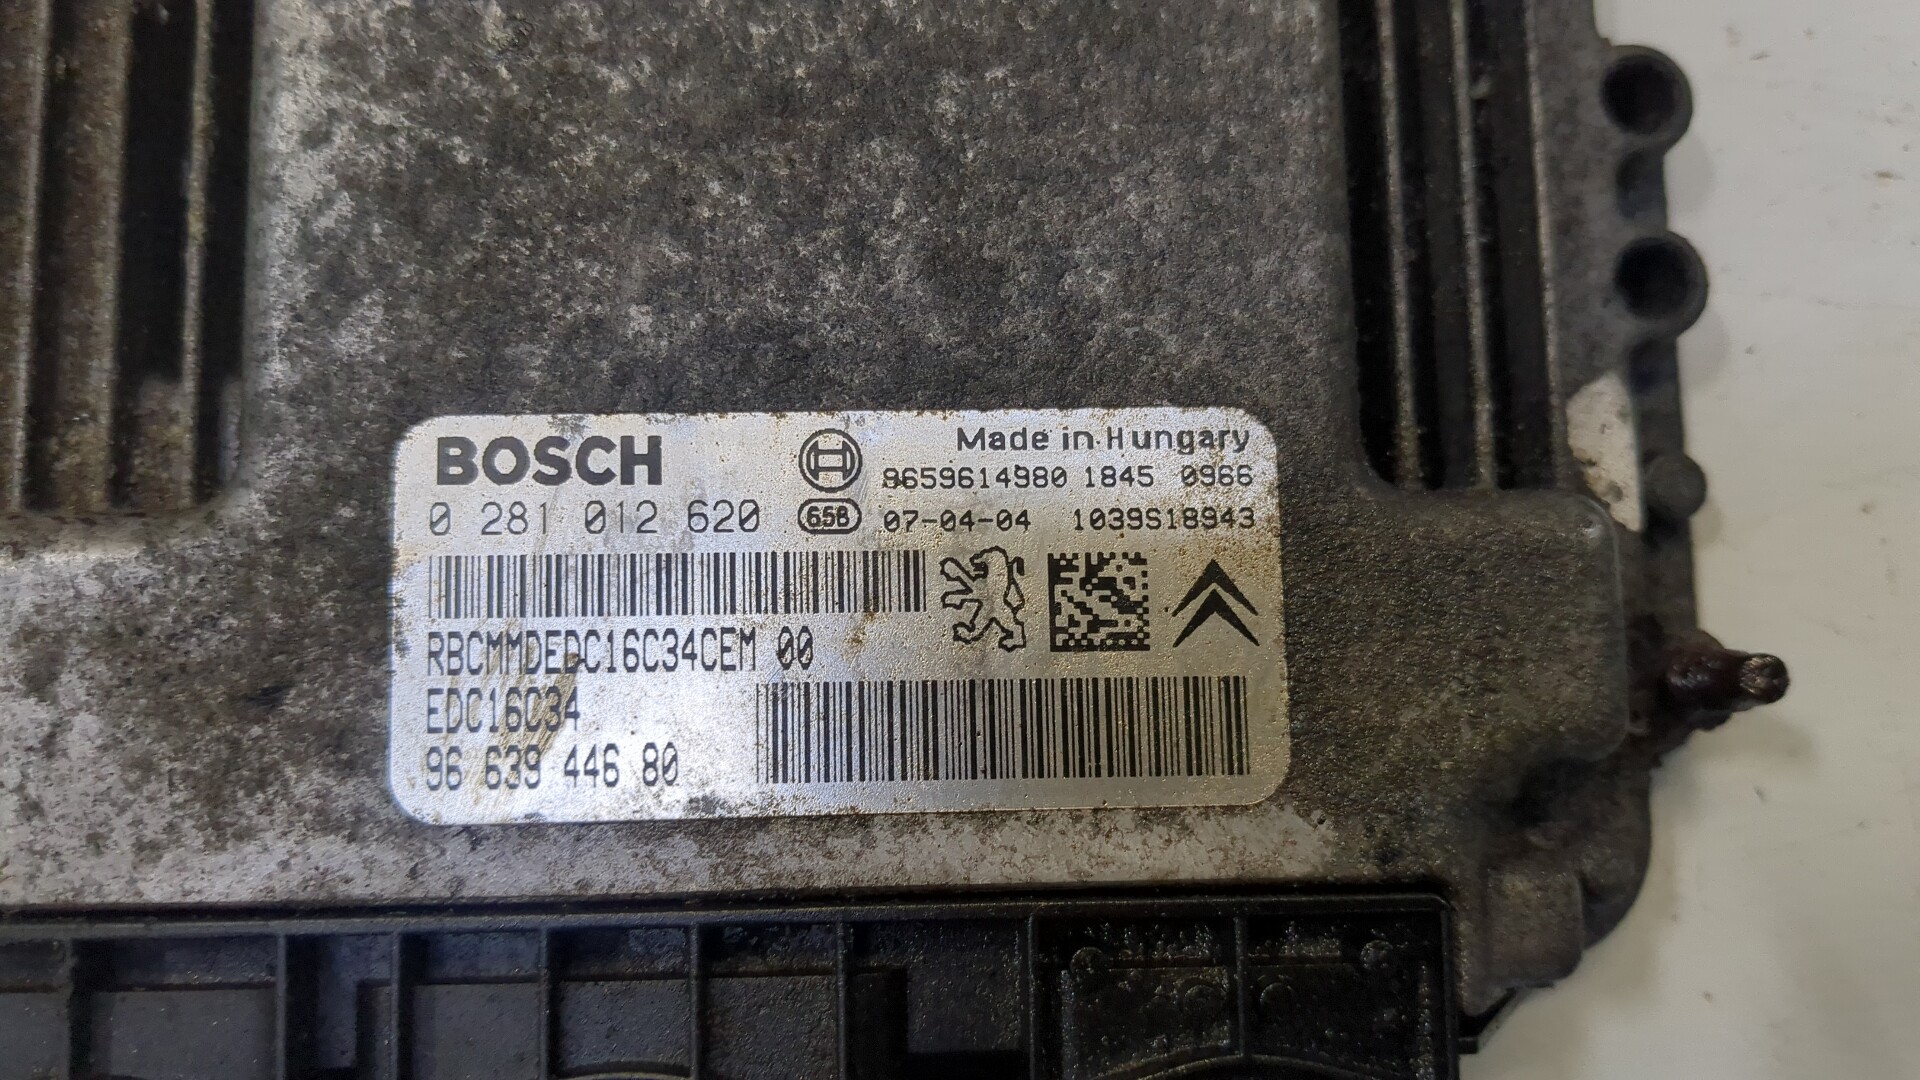 BOSCH
Made in Hungary
8659614980 1845 0966
0 281 012 620
658
07-04-04 1039S18943
RBCMMDEDC16C34CEM 00
EDC16C34
96 639 446 80